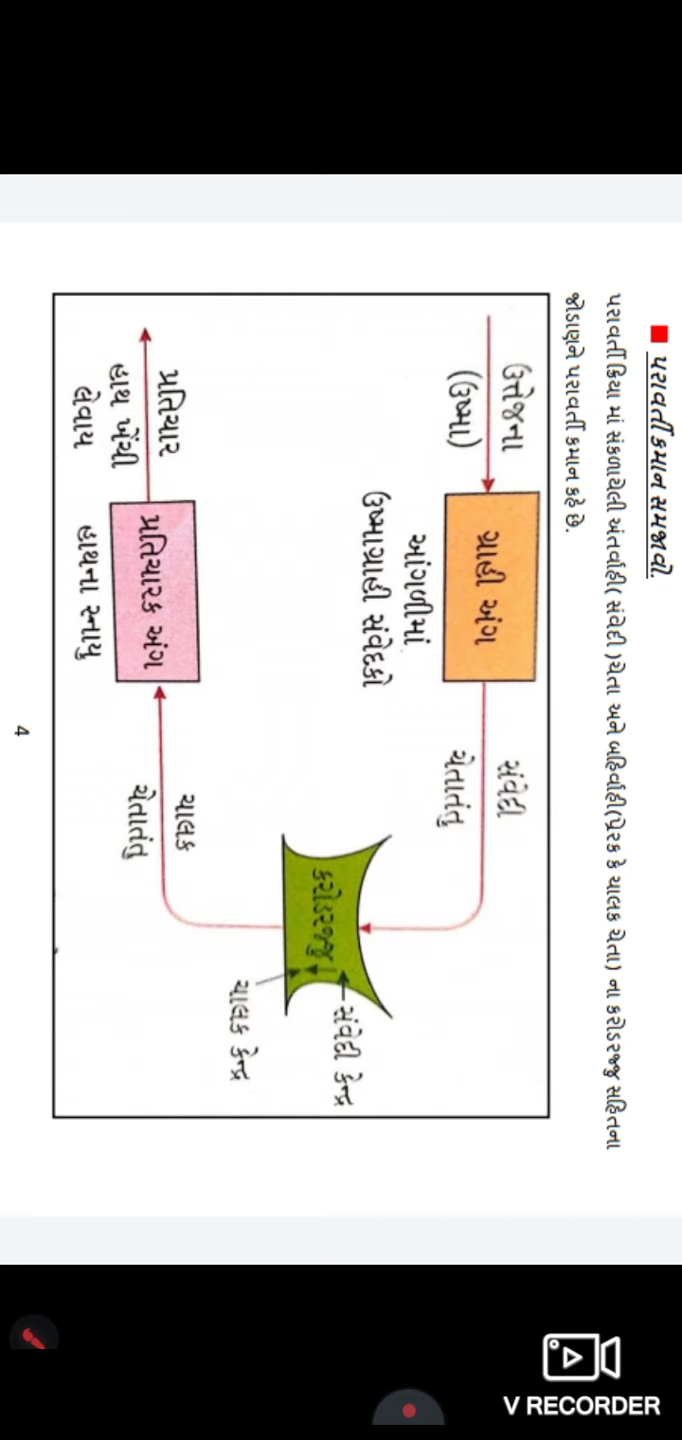 પરાવર્તી કમાન સમજાવો.
પરાવર્તી ક્રિયા માં સંકળાયેલી અંતર્વાહી( સંવેદી )ચેતા અને બહિર્વાહી(પ્રેરક કે ચાલક ચેતા) ના કરોડરજ્જુ સહિતના
જોડાણને પરાવર્તી કમાન કહે છે.
ઉત્તેજના
(ઉષ્મા)
ગ્રાહી અંગ
સંવેદી
ચેતાતંતુ
આંગળીમાં
ઉષ્માગ્રાહી સંવેદકો
કરોડરજ્જુ
સંવેદી કેન્દ્ર
ચાલક કેન્દ્ર
પ્રતિચાર
હાથ ખેંચી
લેવાય
પ્રતિચારક અંગ
હાથના સ્નાયુ
ચાલક
ચેતાતંતુ
4
V RECORDER